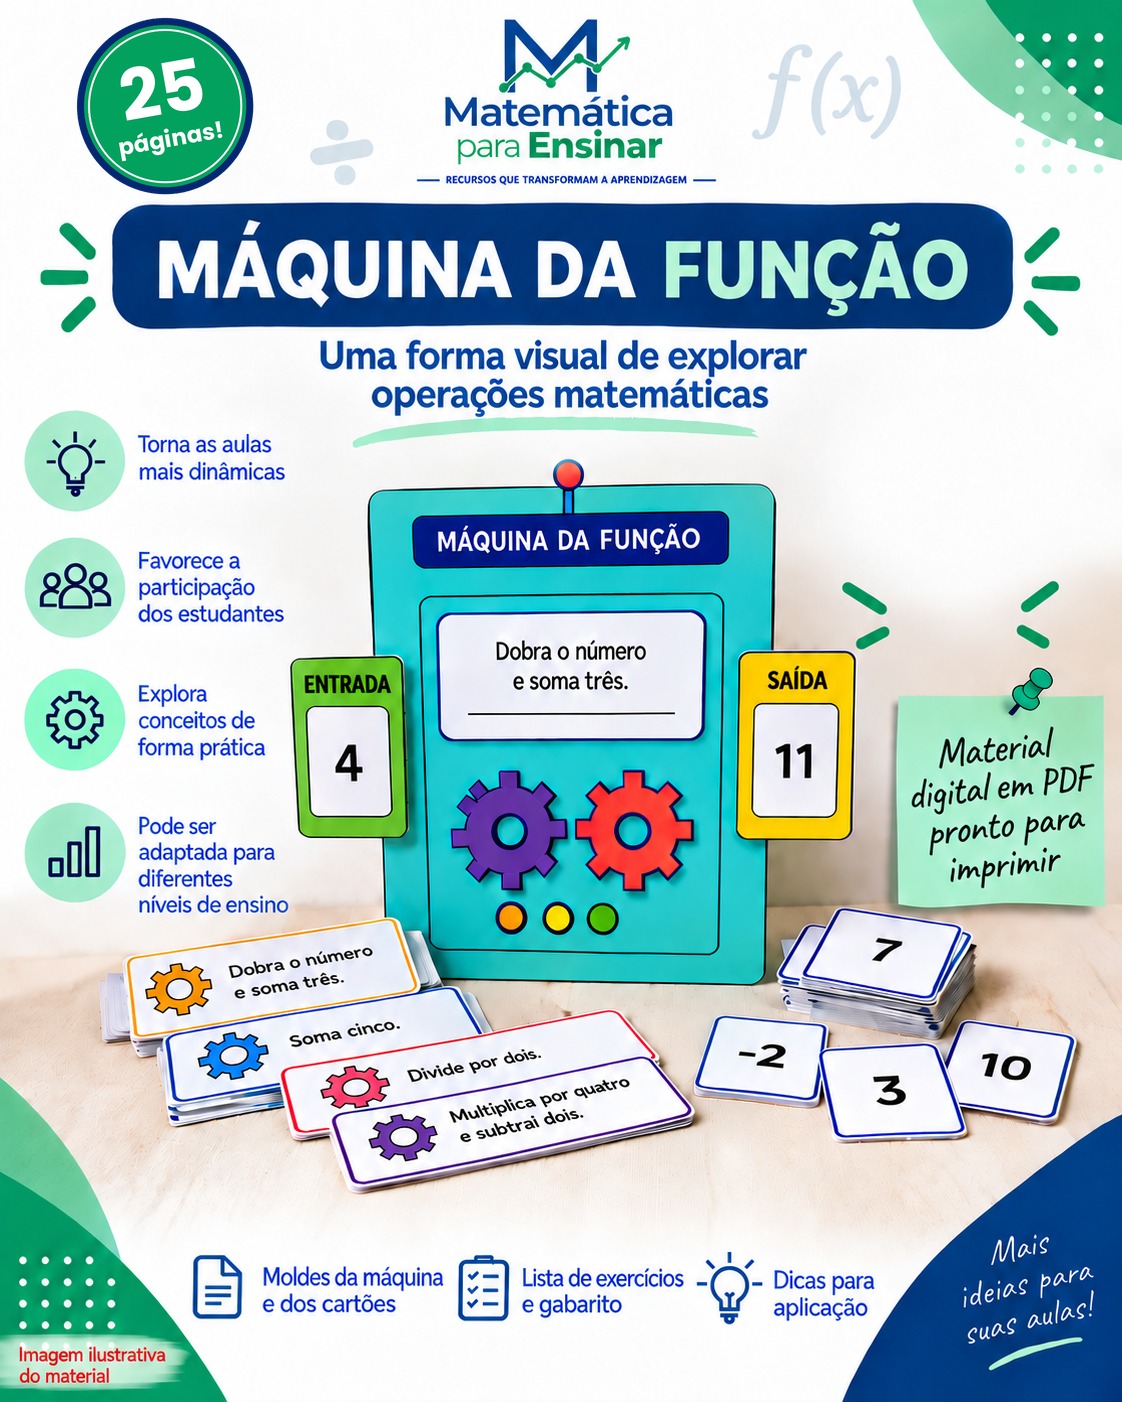 25
páginas!
Matemática
para Ensinar
RECURSOS QUE TRANSFORMAM A APRENDIZAGEM
f(x)
MÁQUINA DA FUNÇÃO
Uma forma visual de explorar
operações matemáticas
Torna as aulas
mais dinâmicas
Favorece a
participação
dos estudantes
Explora
conceitos de
forma prática
Pode ser
adaptada para
diferentes
níveis de ensino
MÁQUINA DA FUNÇÃO
Dobra o número
e soma três.
ENTRADA
4
SAÍDA
11
Material
digital em PDF
pronto para
imprimir
Dobra o número
e soma três.
Soma cinco.
Divide por dois.
Multiplica por quatro
e subtrai dois.
7
-2
3
10
Moldes da máquina
e dos cartões
Lista de exercícios
e gabarito
Dicas para
aplicação
Mais
ideias para
suas aulas!
Imagem ilustrativa
do material